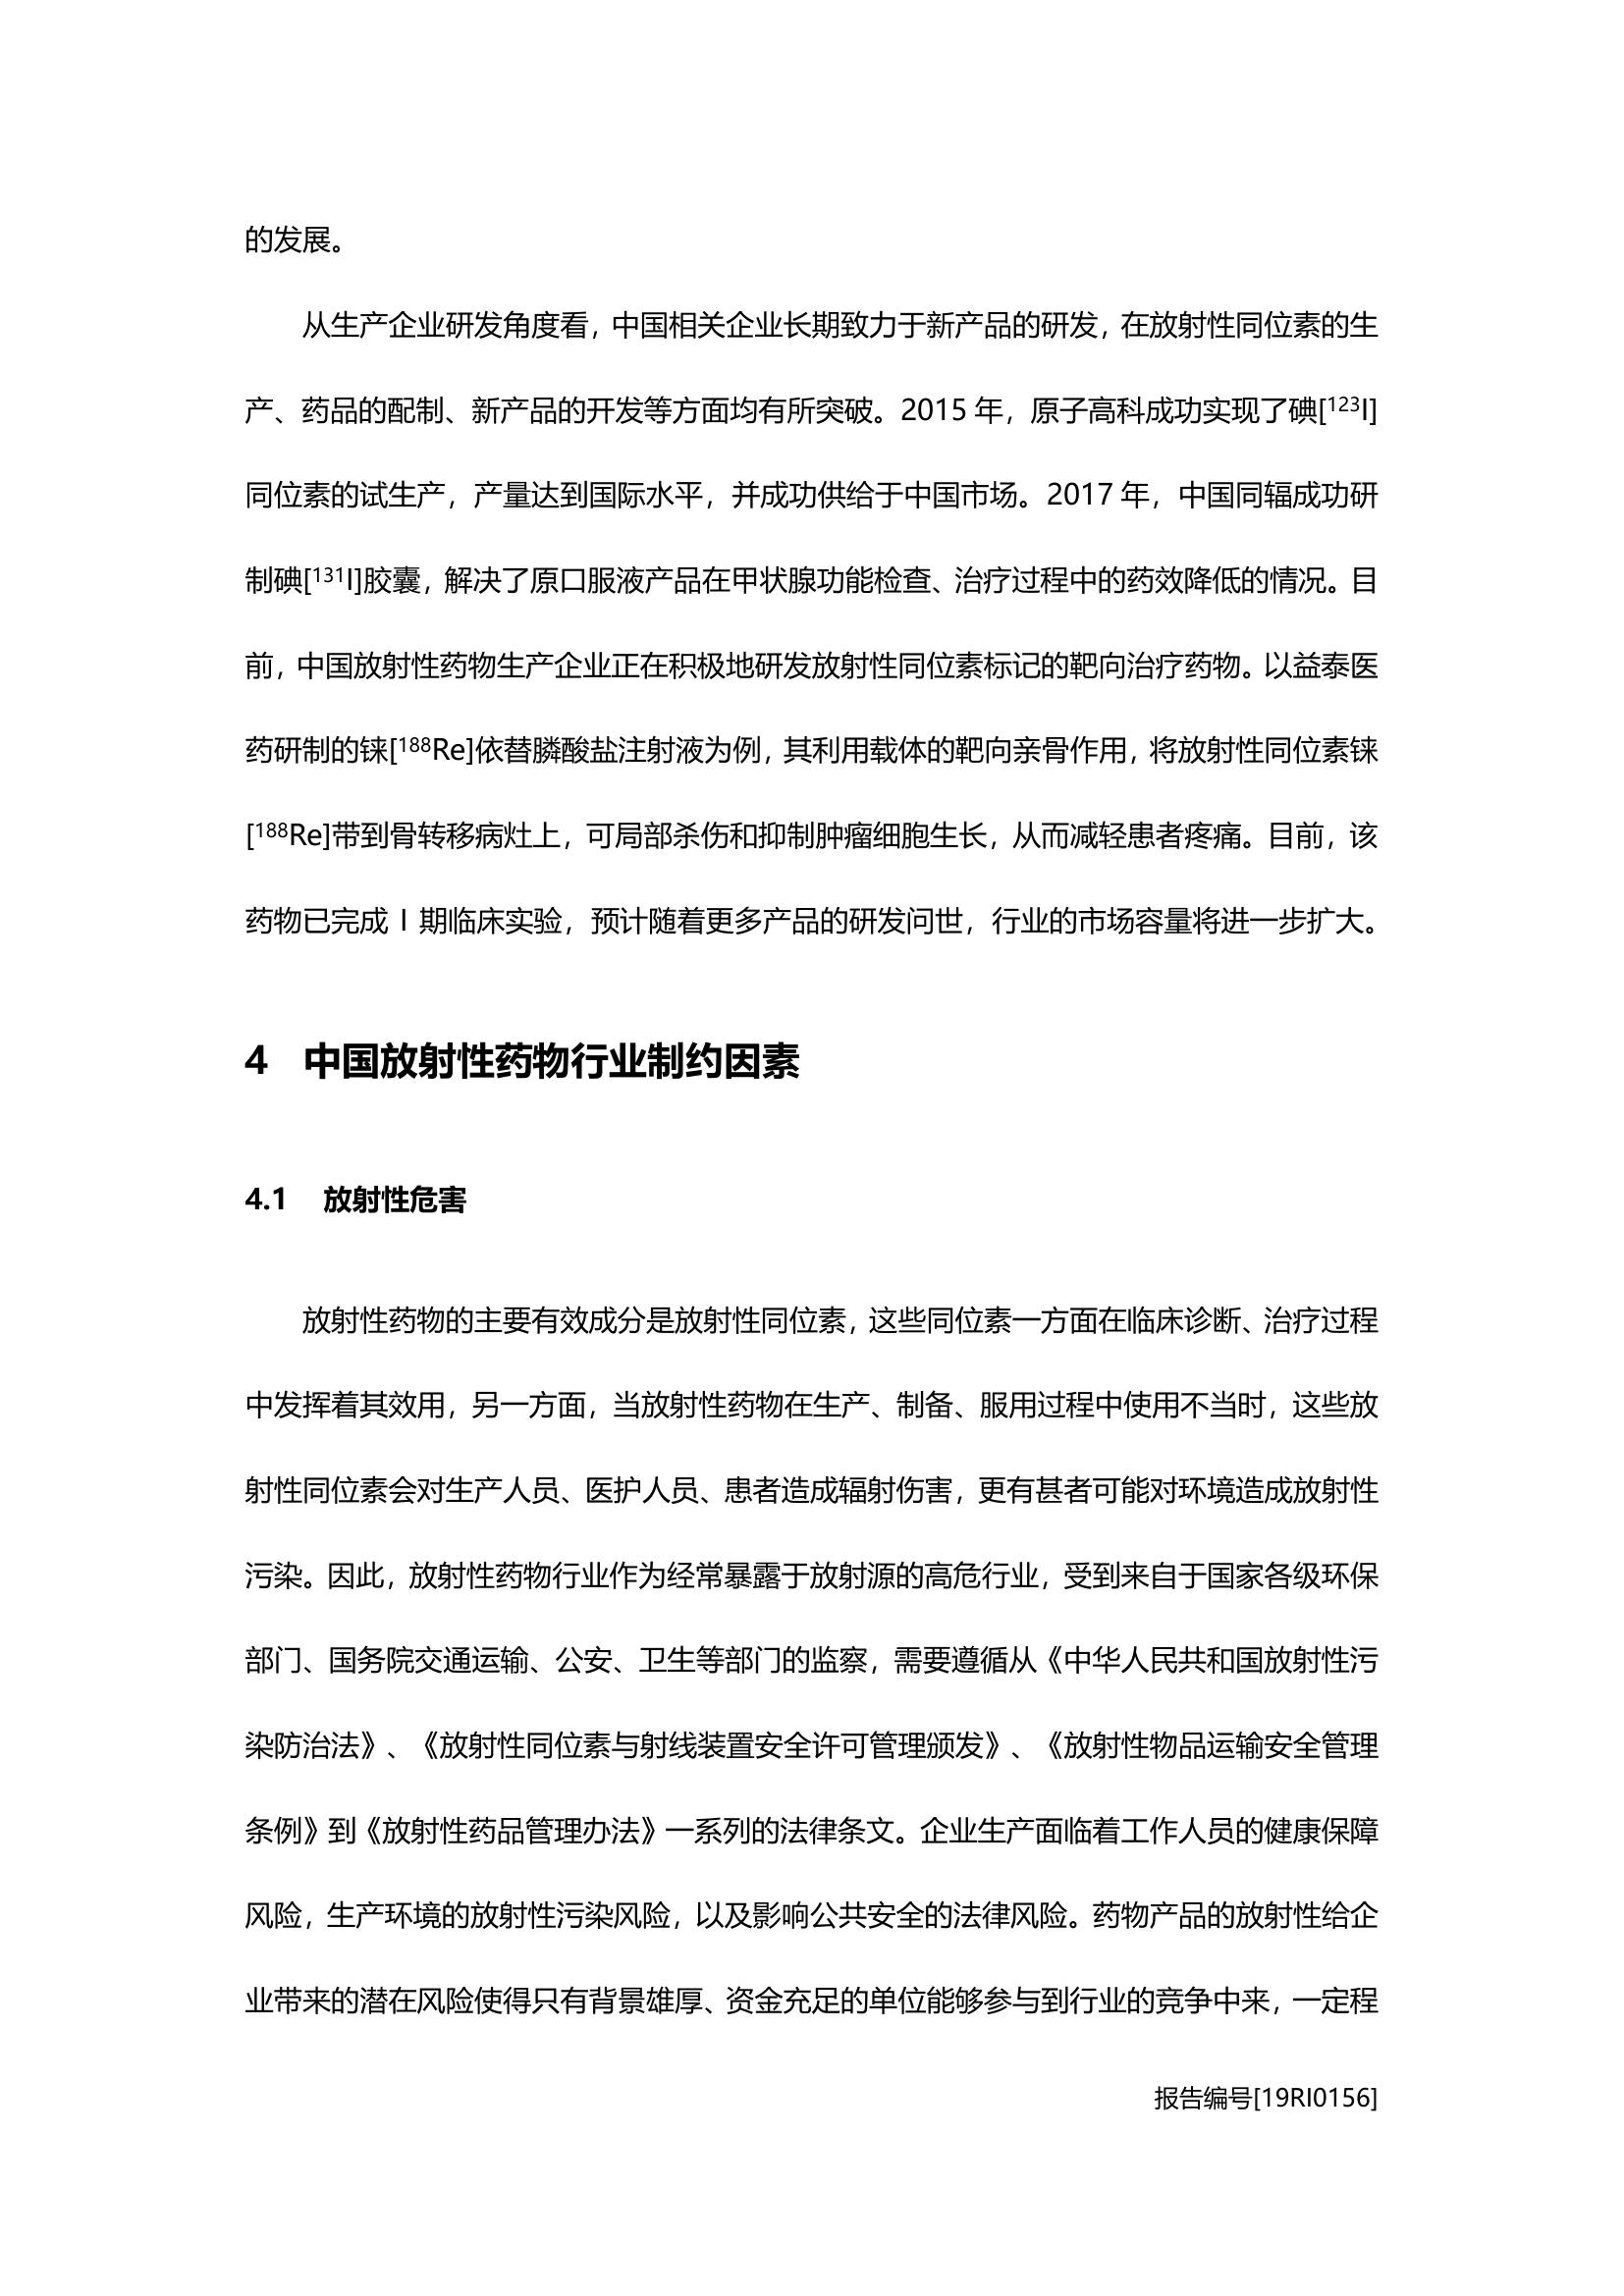 的发展。
从生产企业研发角度看，中国相关企业长期致力于新产品的研发，在放射性同位素的生
产、药品的配制、新产品的开发等方面均有所突破。2015 年，原子高科成功实现了碘[¹²³I]
同位素的试生产，产量达到国际水平，并成功供给于中国市场。2017 年，中国同辐成功研
制碘[¹³¹I]胶囊，解决了原口服液产品在甲状腺功能检查、治疗过程中的药效降低的情况。目
前，中国放射性药物生产企业正在积极地研发放射性同位素标记的靶向治疗药物。以益泰医
药研制的铼[¹⁸⁸Re]依替膦酸盐注射液为例，其利用载体的靶向亲骨作用，将放射性同位素铼
[¹⁸⁸Re]带到骨转移病灶上，可局部杀伤和抑制肿瘤细胞生长，从而减轻患者疼痛。目前，该
药物已完成Ⅰ期临床实验，预计随着更多产品的研发问世，行业的市场容量将进一步扩大。
4 中国放射性药物行业制约因素
4.1 放射性危害
放射性药物的主要有效成分是放射性同位素，这些同位素一方面在临床诊断、治疗过程
中发挥着其效用，另一方面，当放射性药物在生产、制备、服用过程中使用不当时，这些放
射性同位素会对生产人员、医护人员、患者造成辐射伤害，更有甚者可能对环境造成放射性
污染。因此，放射性药物行业作为经常暴露于放射源的高危行业，受到来自于国家各级环保
部门、国务院交通运输、公安、卫生等部门的监察，需要遵循从《中华人民共和国放射性污
染防治法》、《放射性同位素与射线装置安全许可管理颁发》、《放射性物品运输安全管理
条例》到《放射性药品管理办法》一系列的法律条文。企业生产面临着工作人员的健康保障
风险，生产环境的放射性污染风险，以及影响公共安全的法律风险。药物产品的放射性给企
业带来的潜在风险使得只有背景雄厚、资金充足的单位能够参与到行业的竞争中来，一定程
报告编号[19RI0156]